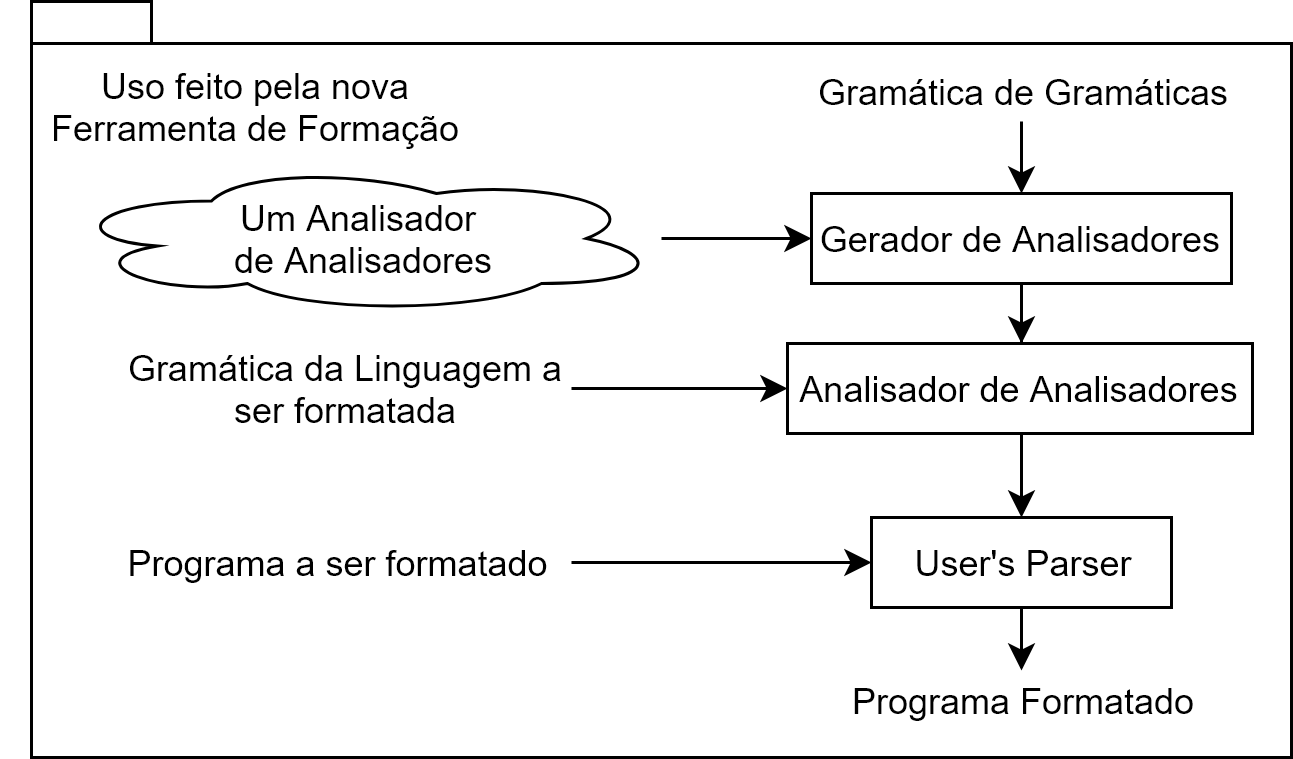 Uso feito pela nova
Ferramenta de Formação
Gramática de Gramáticas
Um Analisador
de Analisadores
Gerador de Analisadores
Gramática da Linguagem a
ser formatada
Analisador de Analisadores
Programa a ser formatado
User's Parser
Programa Formatado